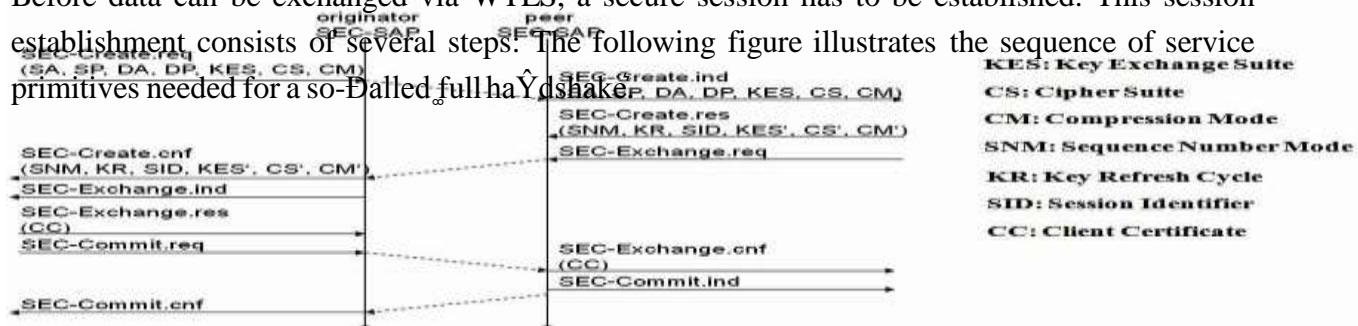 Before data can be exchanged via WTLS, a secure session has to be established. This session
originator peer
SEC-SAP SEC-SAP
establishment consists of several steps: The following figure illustrates the sequence of service
SEC-Create.req
(SA, SP, DA, DP, KES, CS, CM)
primitives needed for a so-Đalled full haŸdshake
SEC-Create.ind
DA, DP, KES, CS, CM)
SEC-Create.res
(SNM, KR, SID, KES', CS', CM')
SEC-Create.cnf
(SNM, KR, SID, KES', CS', CM')
SEC-Exchange.req
SEC-Exchange.ind
SEC-Exchange.res
(CC)
SEC-Commit.req
SEC-Exchange.cnf
(CC)
SEC-Commit.ind
SEC-Commit.cnf
KES: Key Exchange Suite
CS: Cipher Suite
CM: Compression Mode
SNM: Sequence Number Mode
KR: Key Refresh Cycle
SID: Session Identifier
CC: Client Certificate